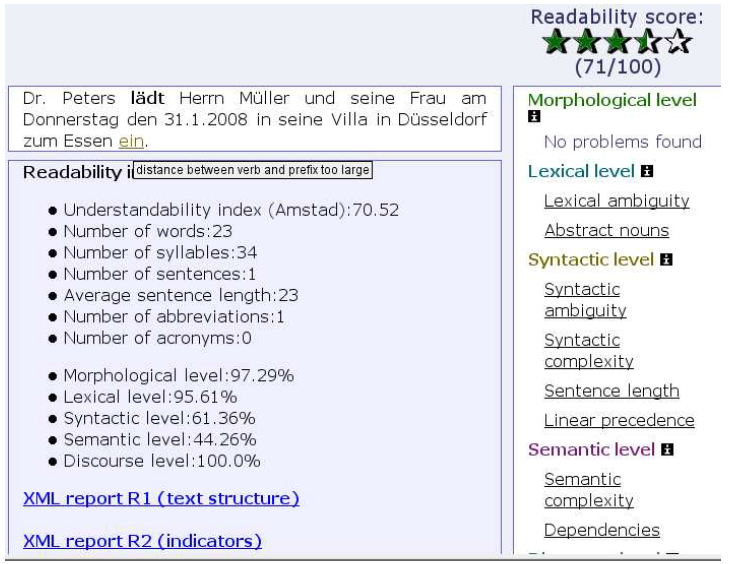 Readability score:
(71/100)
Dr. Peters lädt Herrn Müller und seine Frau am
Donnerstag den 31.1.2008 in seine Villa in Düsseldorf
zum Essen ein.
distance between verb and prefix too large
Readability i
Understandability index (Amstad):70.52
Number of words:23
Number of syllables:34
Number of sentences:1
Average sentence length:23
Number of abbreviations:1
Number of acronyms:0
Morphological level:97.29%
Lexical level:95.61%
Syntactic level:61.36%
Semantic level:44.26%
Discourse level:100.0%
XML report R1 (text structure)
XML report R2 (indicators)
Morphological level
i
No problems found
Lexical level i
Lexical ambiguity
Abstract nouns
Syntactic level i
Syntactic
ambiguity
Syntactic
complexity
Sentence length
Linear precedence
Semantic level i
Semantic
complexity
Dependencies